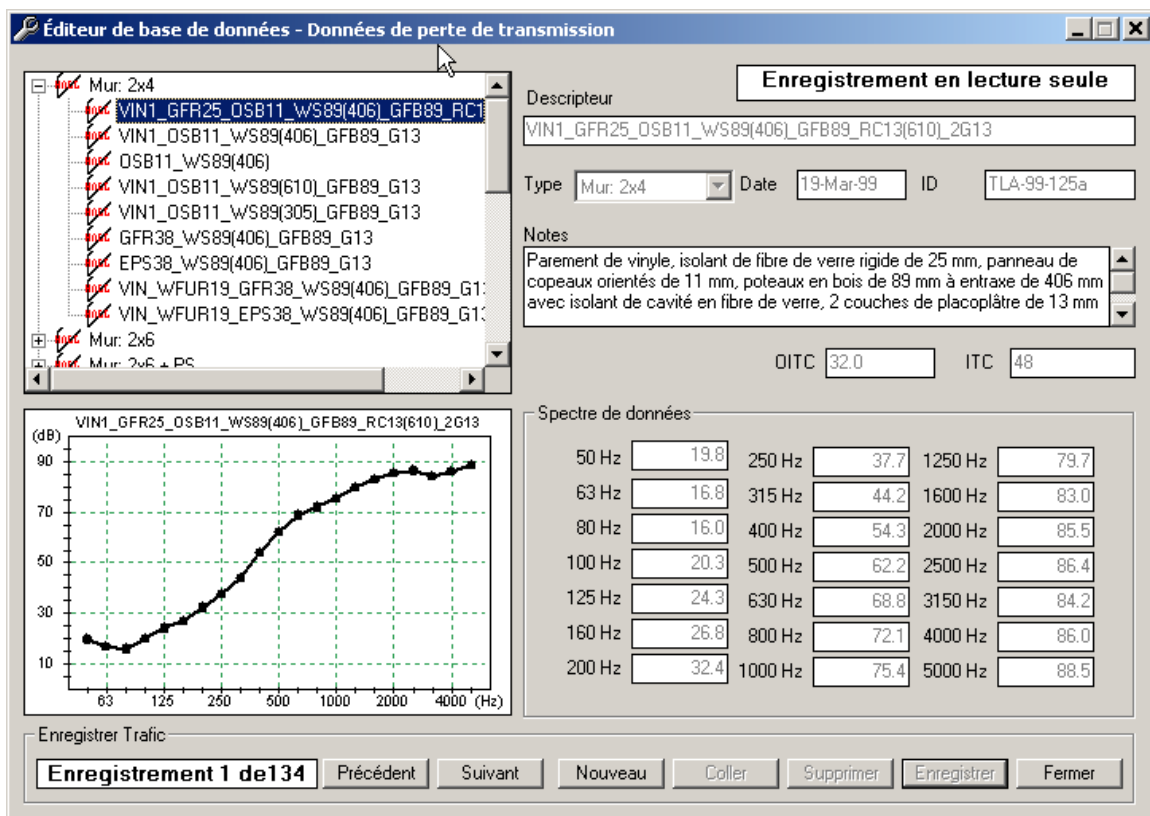 Éditeur de base de données - Données de perte de transmission
Mur: 2x4
VIN1_GFR25_OSB11_WS89(406)_GFB89_RC1
VIN1_OSB11_WS89(406)_GFB89_G13
OSB11_WS89(406)
VIN1_OSB11_WS89(610)_GFB89_G13
VIN1_OSB11_WS89(305)_GFB89_G13
GFR38_WS89(406)_GFB89_G13
EPS38_WS89(406)_GFB89_G13
VIN_WFUR19_GFR38_WS89(406)_GFB89_G1
VIN_WFUR19_EPS38_WS89(406)_GFB89_G1
Mur: 2x6
Mur: 2x6 + PS
Enregistrement en lecture seule
Descripteur
VIN1_GFR25_OSB11_WS89(406)_GFB89_RC13(610)_2G13
Type Mur: 2x4 Date 19-Mar-99 ID TLA-99-125a
Notes
Parement de vinyle, isolant de fibre de verre rigide de 25 mm, panneau de
copeaux orientés de 11 mm, poteaux en bois de 89 mm à entraxe de 406 mm
avec isolant de cavité en fibre de verre, 2 couches de placoplâtre de 13 mm
OITC 32.0 ITC 48
VIN1_GFR25_OSB11_WS89(406)_GFB89_RC13(610)_2G13
(dB)
90
70
50
30
10
63 125 250 500 1000 2000 4000 (Hz)
Spectre de données
50 Hz 19.8 250 Hz 37.7 1250 Hz 79.7
63 Hz 16.8 315 Hz 44.2 1600 Hz 83.0
80 Hz 16.0 400 Hz 54.3 2000 Hz 85.5
100 Hz 20.3 500 Hz 62.2 2500 Hz 86.4
125 Hz 24.3 630 Hz 68.8 3150 Hz 84.2
160 Hz 26.8 800 Hz 72.1 4000 Hz 86.0
200 Hz 32.4 1000 Hz 75.4 5000 Hz 88.5
Enregistrer Trafic
Enregistrement 1 de134 Précédent Suivant Nouveau Coller Supprimer Enregistrer Fermer